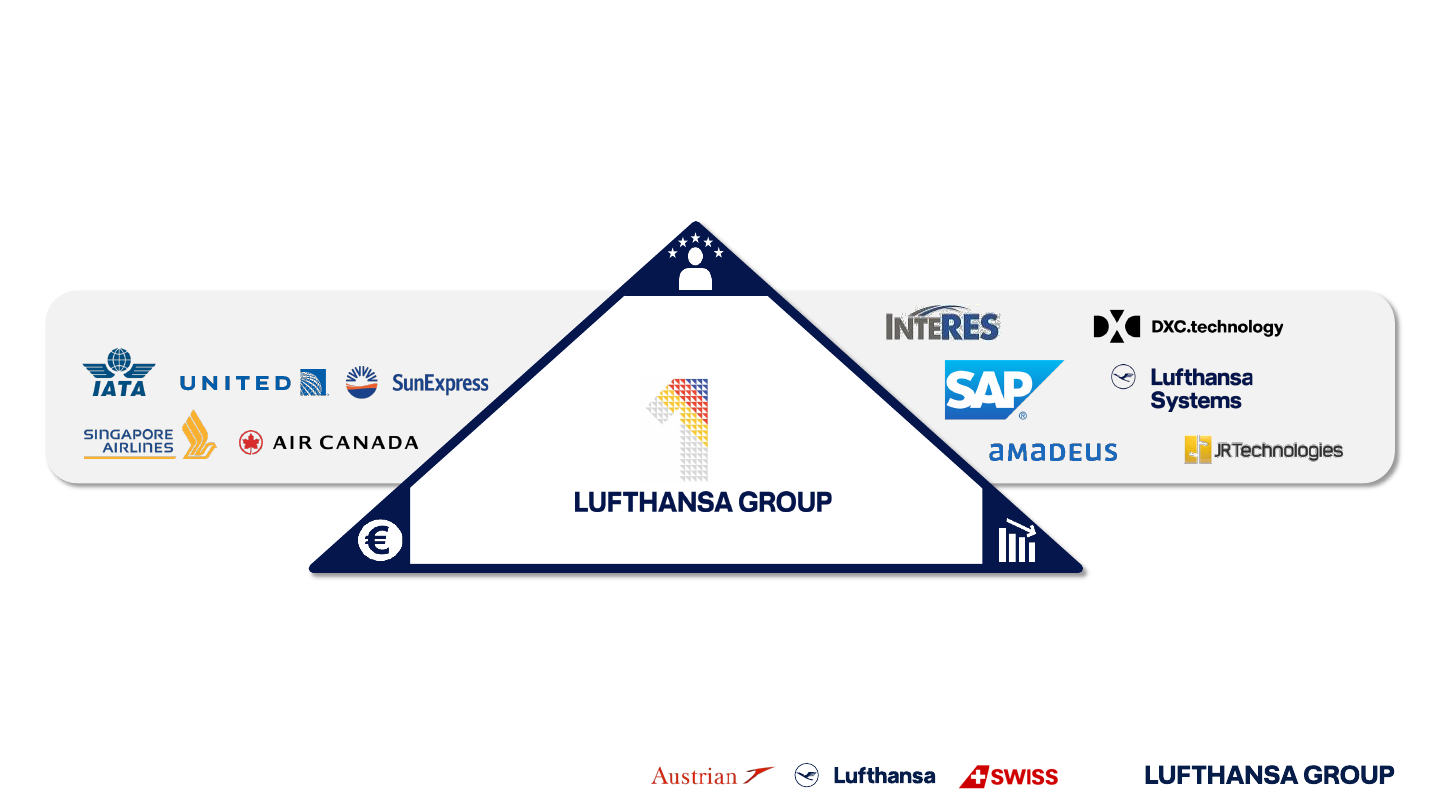 IATA
UNITED
SunExpress
SINGAPORE
AIRLINES
AIR CANADA
1
LUFTHANSA GROUP
€
INTERES
DXC.technology
SAP
®
Lufthansa
Systems
amadeus
JRTechnologies
Austrian
Lufthansa
SWISS
LUFTHANSA GROUP